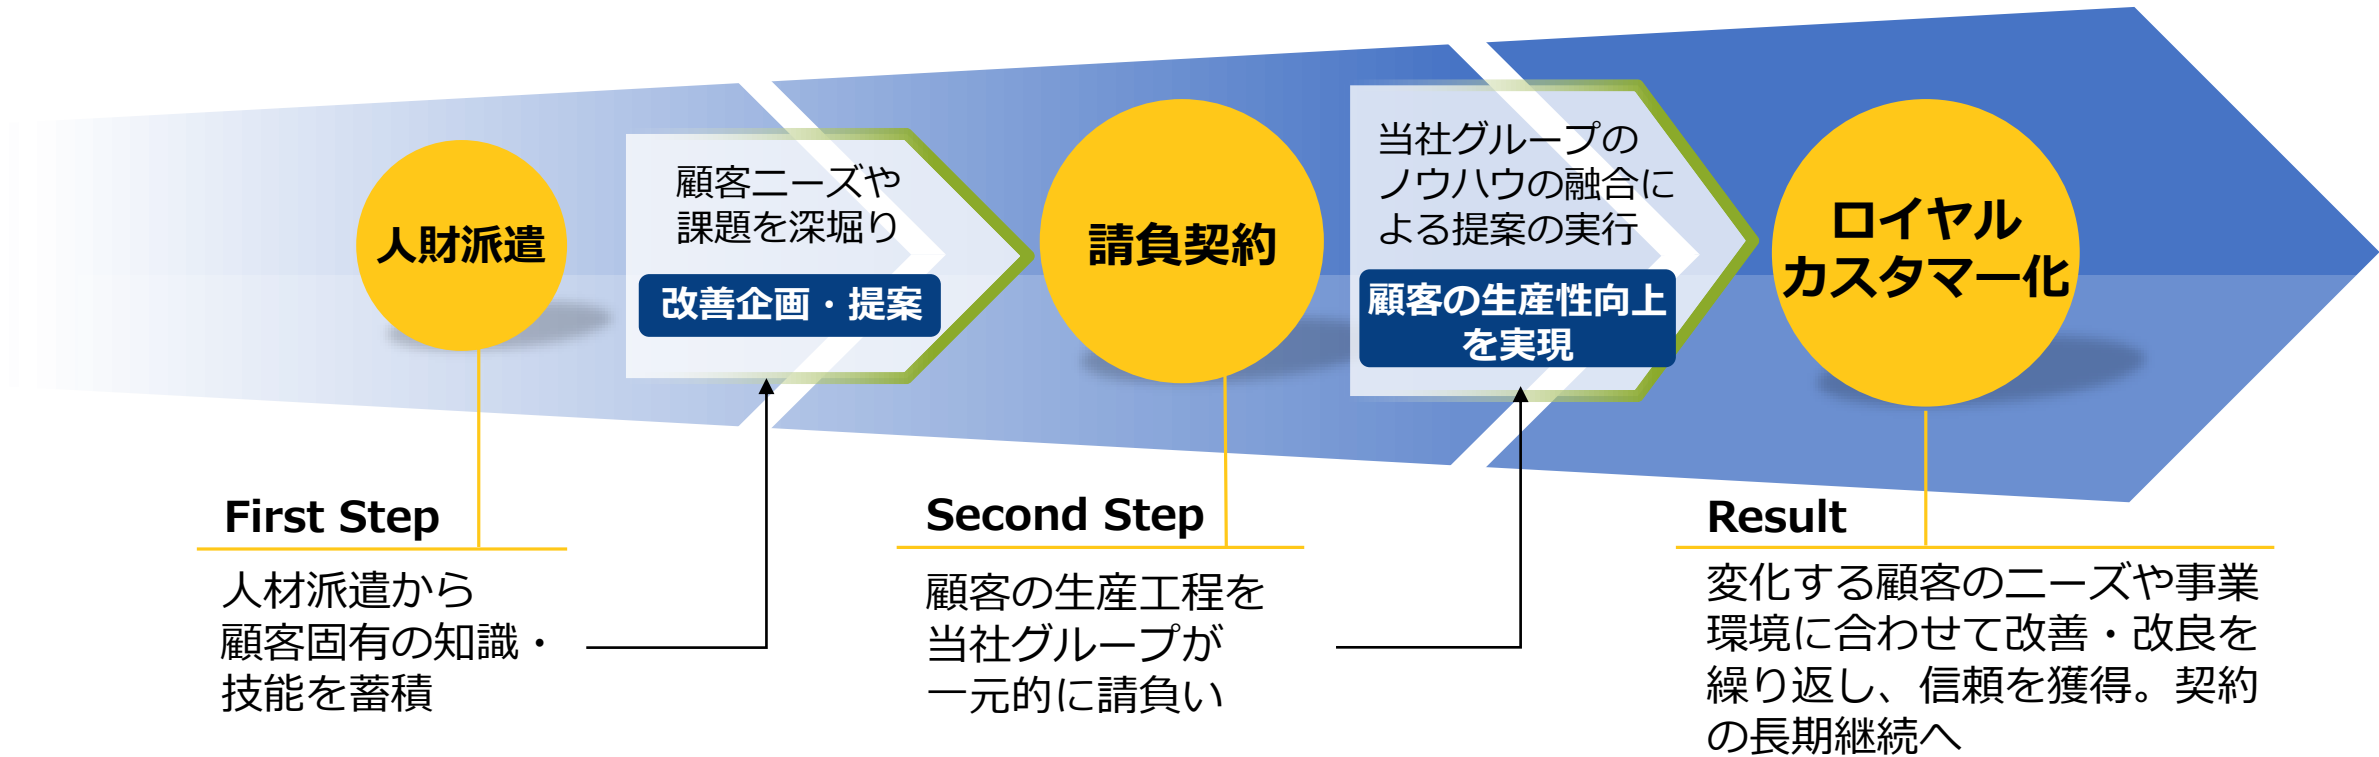 人財派遣
顧客ニーズや
課題を深堀り
改善企画・提案
請負契約
当社グループの
ノウハウの融合に
よる提案の実行
顧客の生産性向上
を実現
ロイヤル
カスタマー化
First Step
人材派遣から
顧客固有の知識・
技能を蓄積
Second Step
顧客の生産工程を
当社グループが
一元的に請負い
Result
変化する顧客のニーズや事業
環境に合わせて改善・改良を
繰り返し、信頼を獲得。契約
の長期継続へ